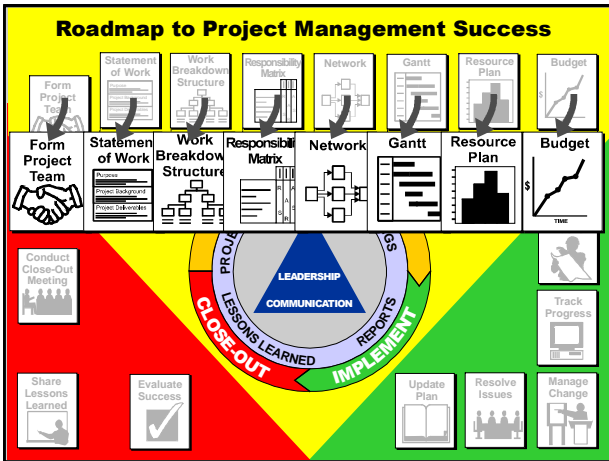 Roadmap to Project Management Success
Form
Project
Team
Statement
of Work
Work
Breakdown
Structure
Responsibility
Matrix
Network
Gantt
Resource
Plan
Budget
$
Form
Project
Team
Statement
of Work
Purpose
Project Background
Project Deliverables
Work
Breakdown
Structure
Responsibility
Matrix
R
A
S
I
R
A
S
Network
Gantt
Resource
Plan
Budget
$
TIME
LEADERSHIP
COMMUNICATION
LESSONS LEARNED
REPORTS
CLOSE-OUT
IMPLEMENT
Conduct
Close-Out
Meeting
Share
Lessons
Learned
Evaluate
Success
Track
Progress
Update
Plan
Resolve
Issues
Manage
Change